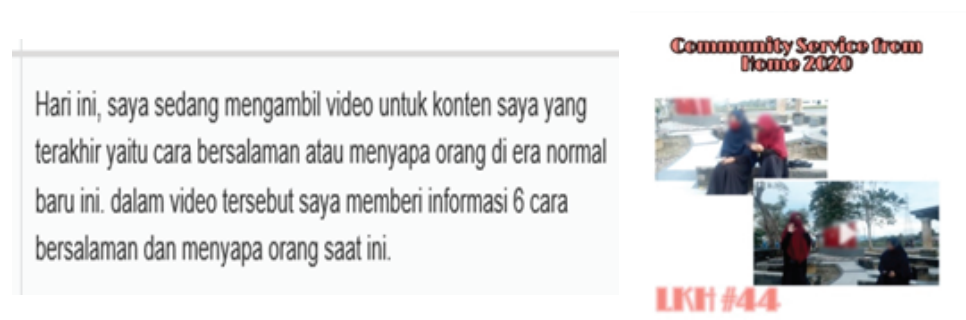 Hari ini, saya sedang mengambil video untuk konten saya yang
terakhir yaitu cara bersalaman atau menyapa orang di era normal
baru ini. dalam video tersebut saya memberi informasi 6 cara
bersalaman dan menyapa orang saat ini.
Community Service from
Home 2020
LKH #44